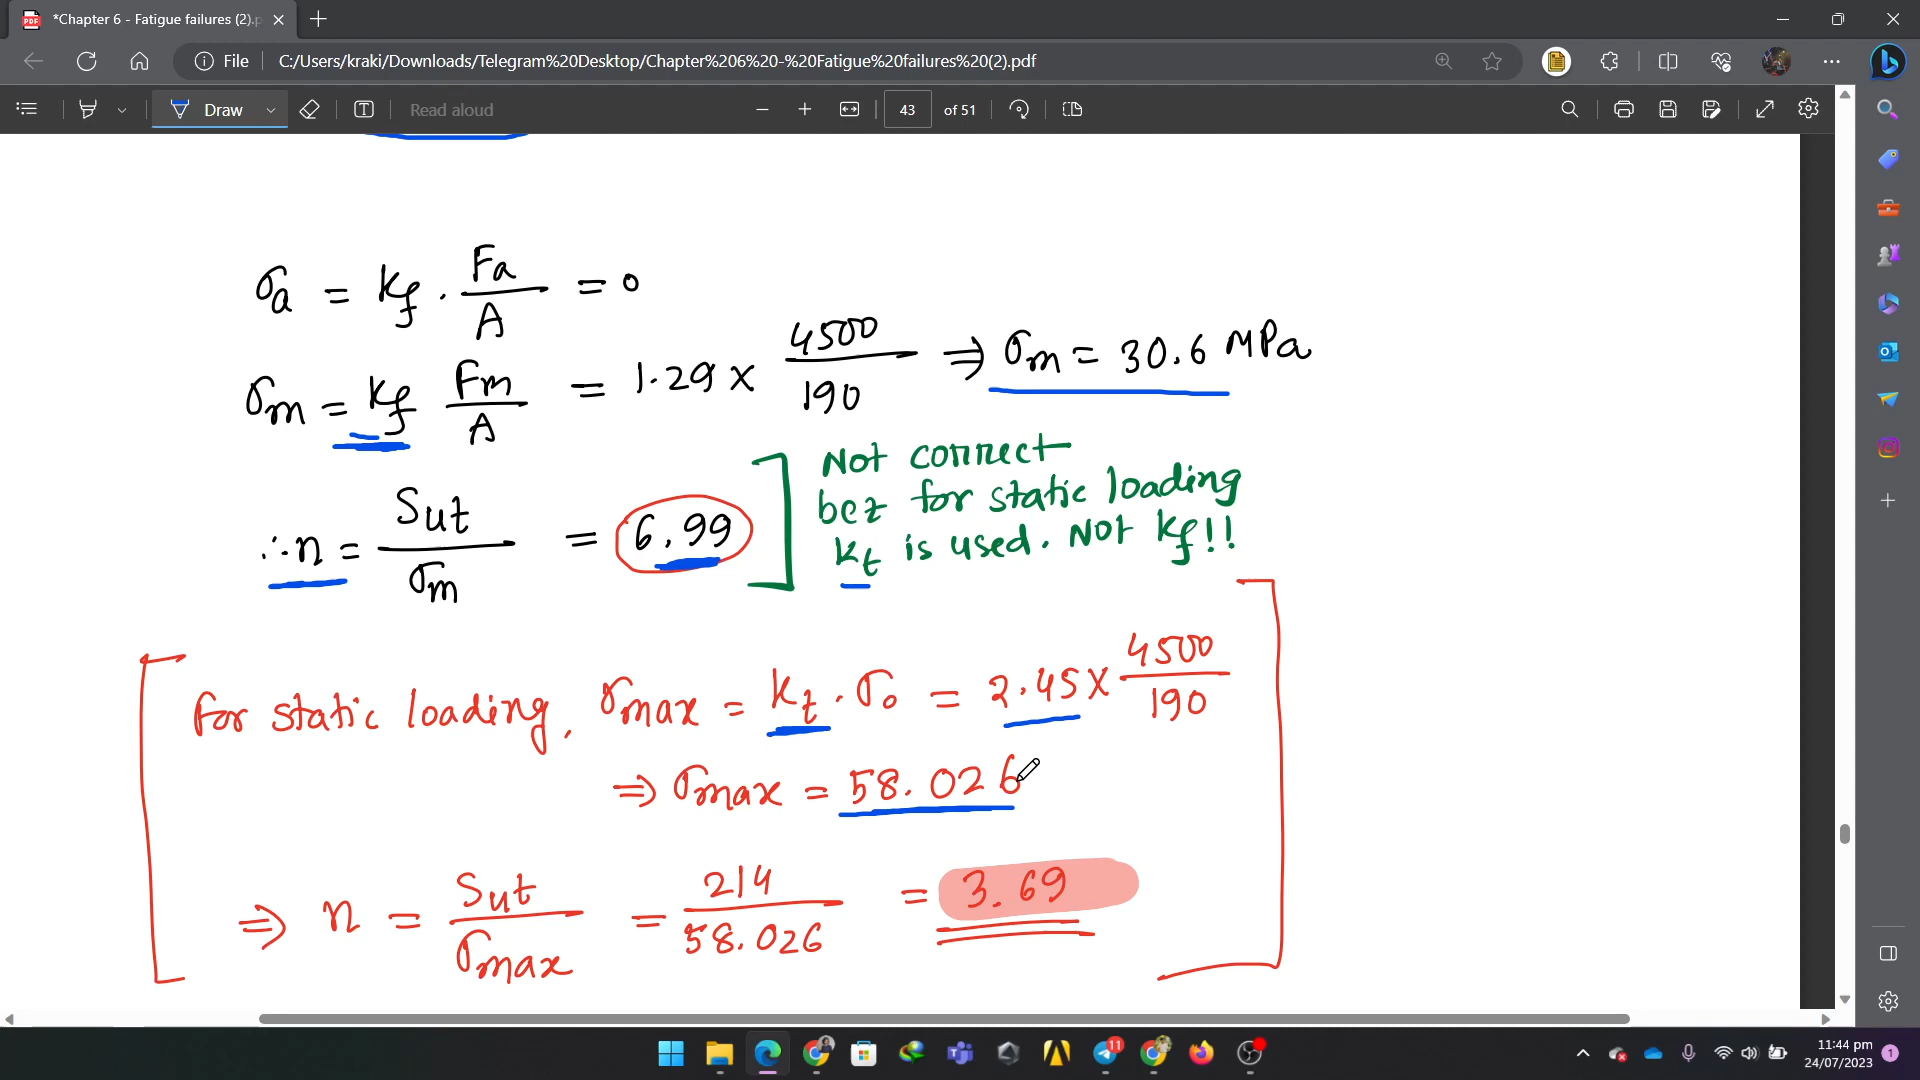 *Chapter 6 - Fatigue failures (2).p
File C:/Users/kraki/Downloads/Telegram%20Desktop/Chapter%206%20-%20Fatigue%20failures%20(2).pdf
Draw Read aloud 43 of 51
σa = kf . Fa/A = 0
σm = kf Fm/A = 1.29 x 4500/190 ⇒ σm = 30.6 MPa
∴ n = Sut/σm = 6.99
Not correct
bcz for static loading
kt is used. Not kf!!
For static loading, σmax = kt . σo = 2.45 x 4500/190
⇒ σmax = 58.026
⇒ n = Sut/σmax = 214/58.026 = 3.69
11
11:44 pm
24/07/2023
1